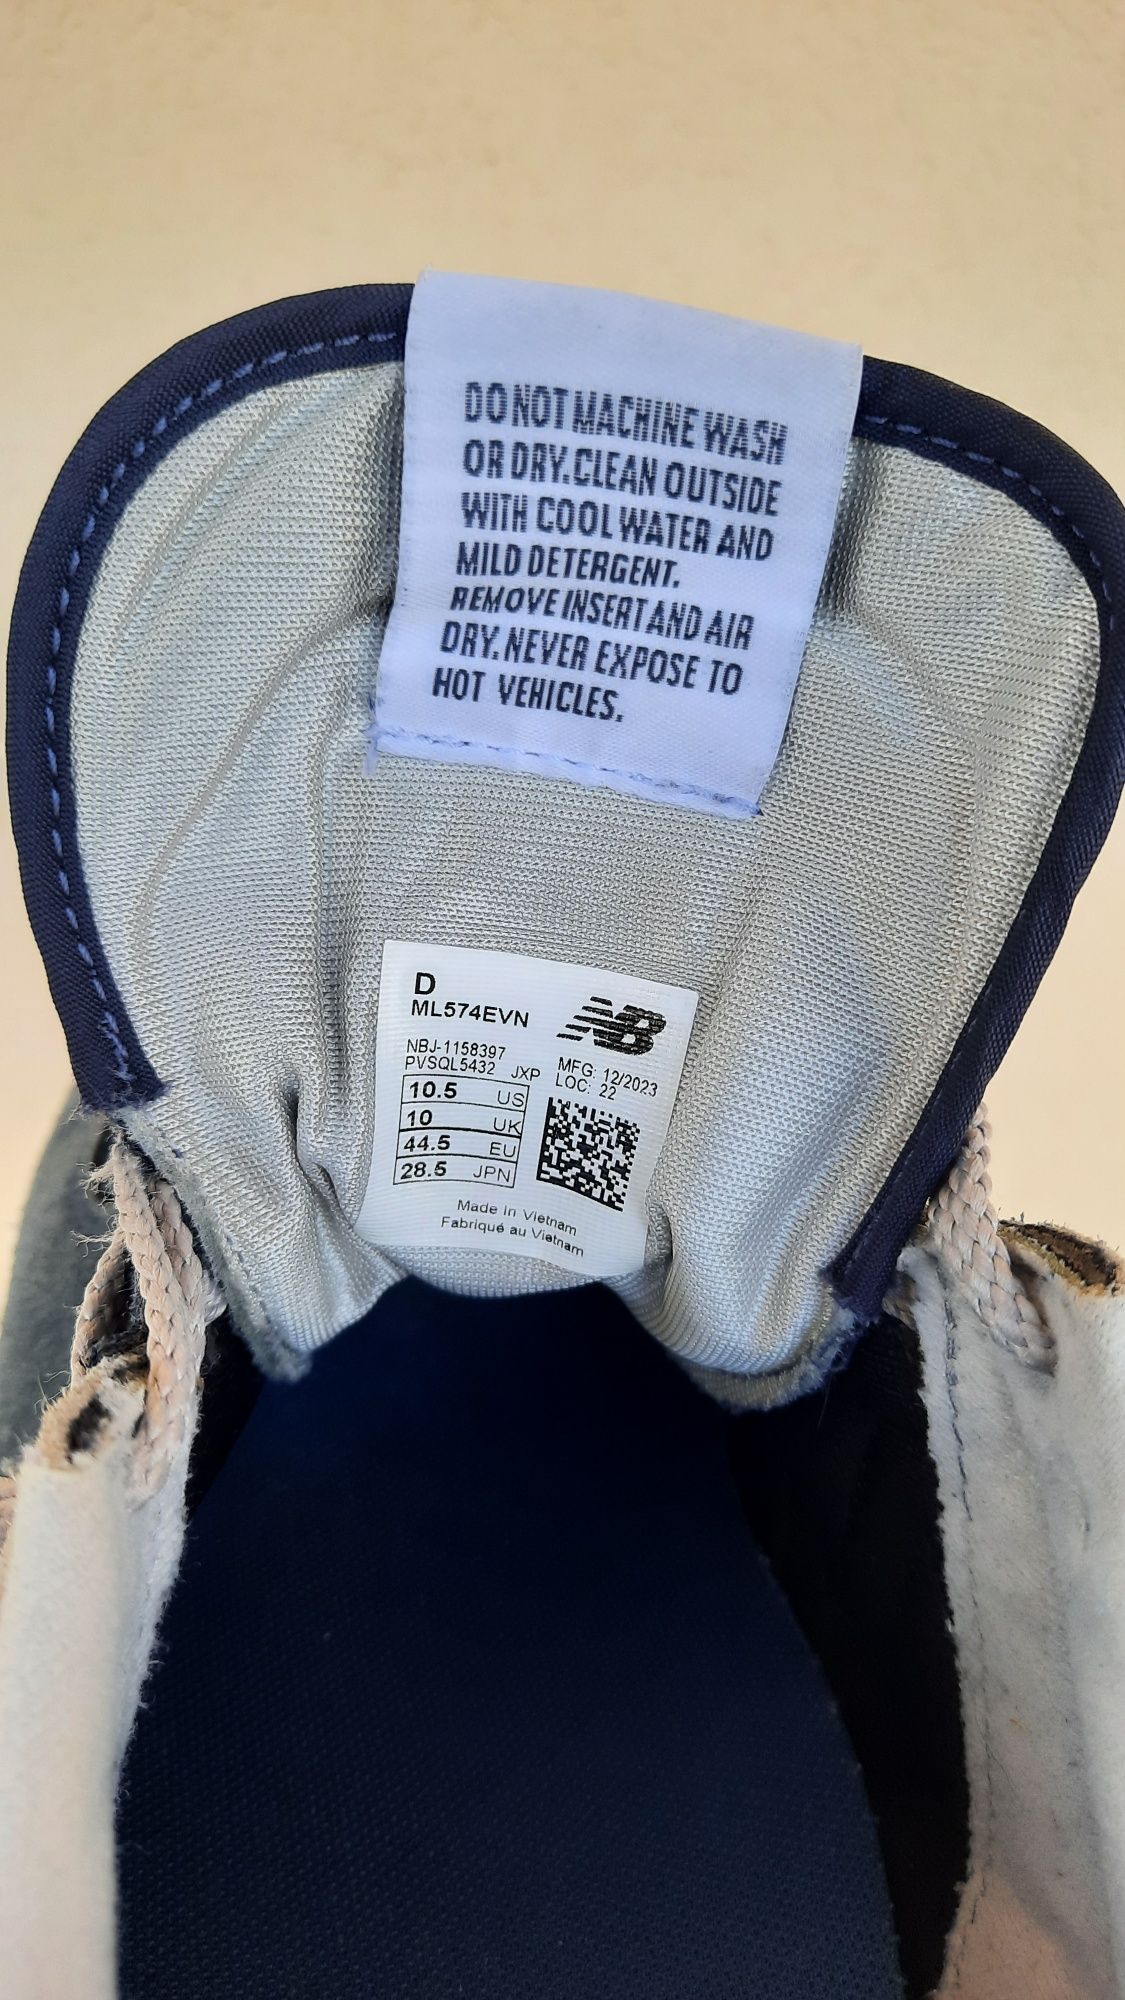 DO NOT MACHINE WASH
OR DRY. CLEAN OUTSIDE
WITH COOL WATER AND
MILD DETERGENT.
REMOVE INSERT AND AIR
DRY. NEVER EXPOSE TO
HOT VEHICLES.
D
ML574EVN
NB
NBJ-1158397
PVSQL5432 JXP
MFG: 12/2023
LOC: 22
10.5 US
10 UK
44.5 EU
28.5 JPN
Made In Vietnam
Fabriqué au Vietnam